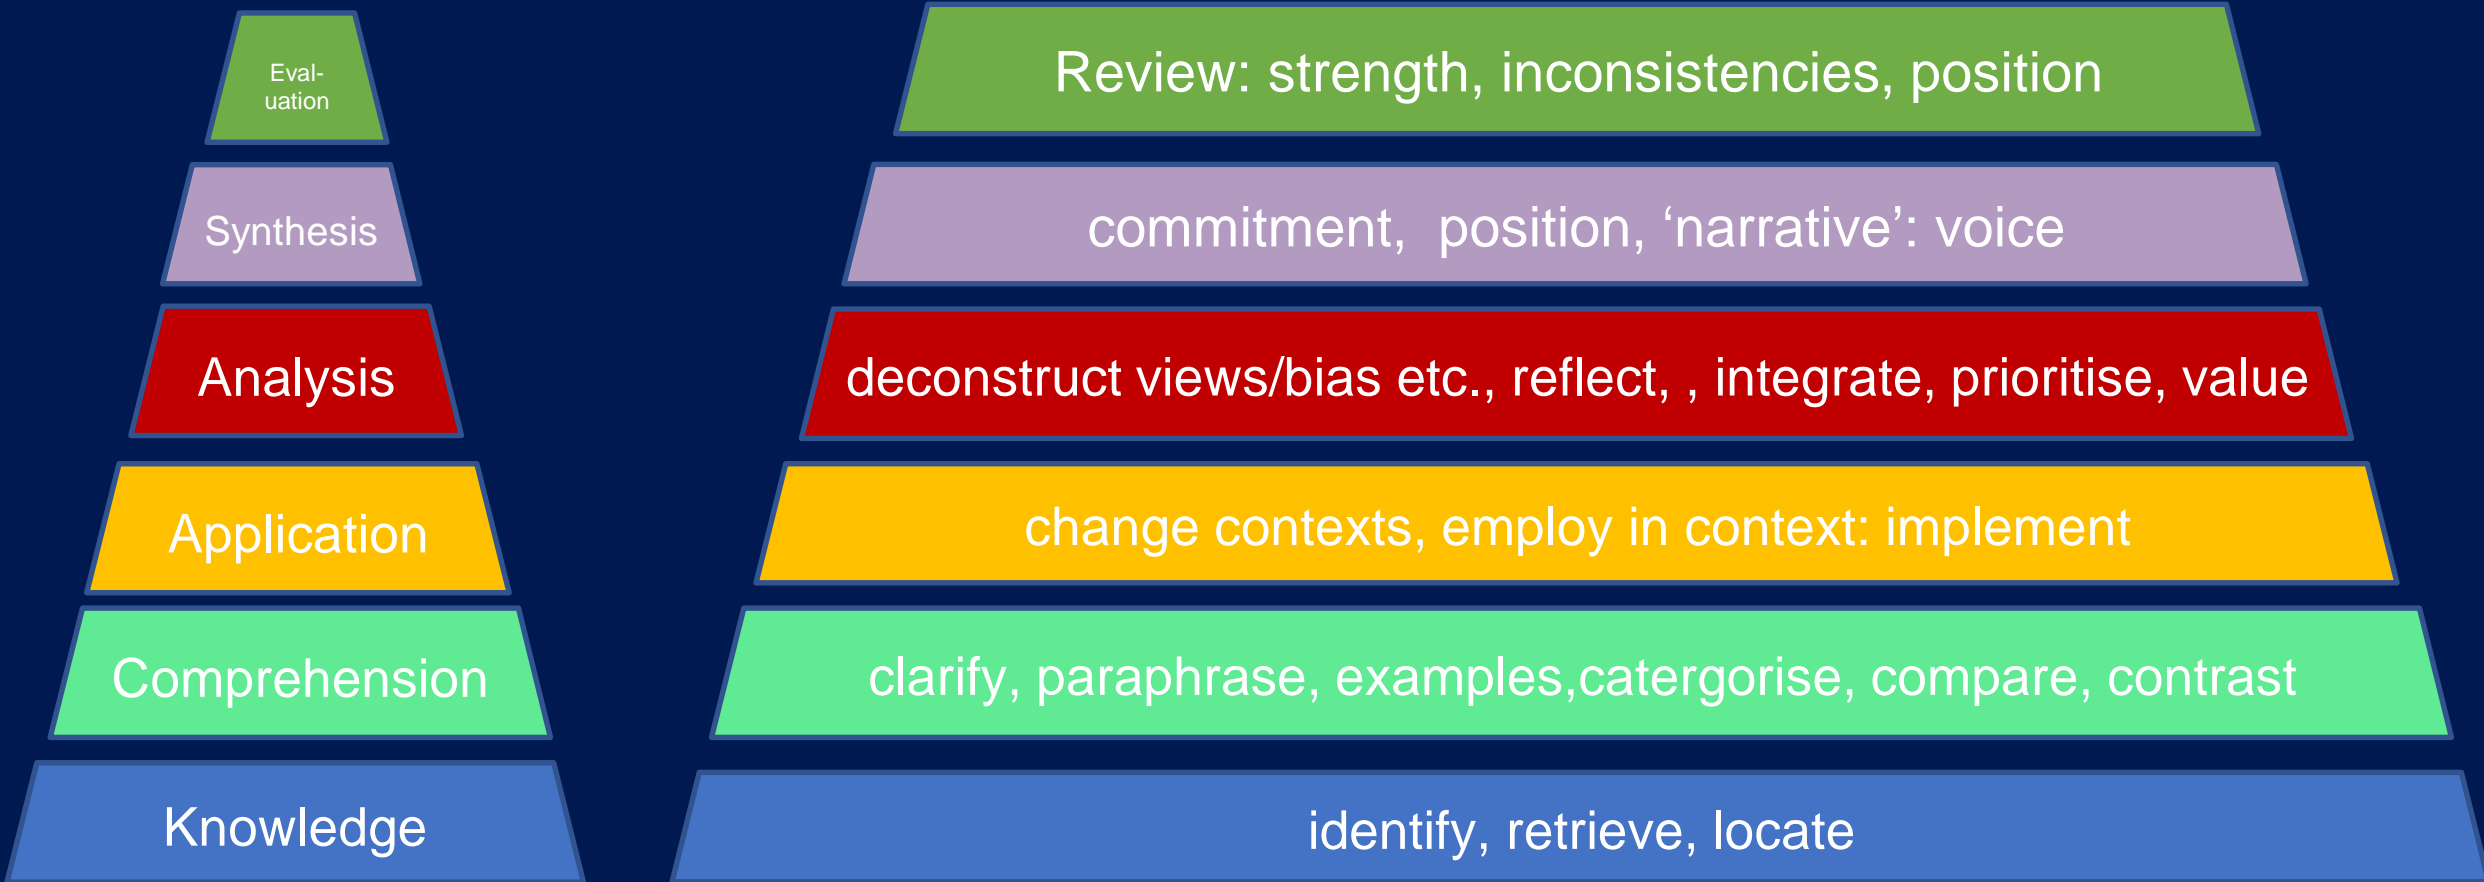 Eval-
uation
Review: strength, inconsistencies, position
Synthesis
commitment,  position, ‘narrative’: voice
Analysis
deconstruct views/bias etc., reflect, , integrate, prioritise, value
Application
change contexts, employ in context: implement
Comprehension
clarify, paraphrase, examples,catergorise, compare, contrast
Knowledge
identify, retrieve, locate